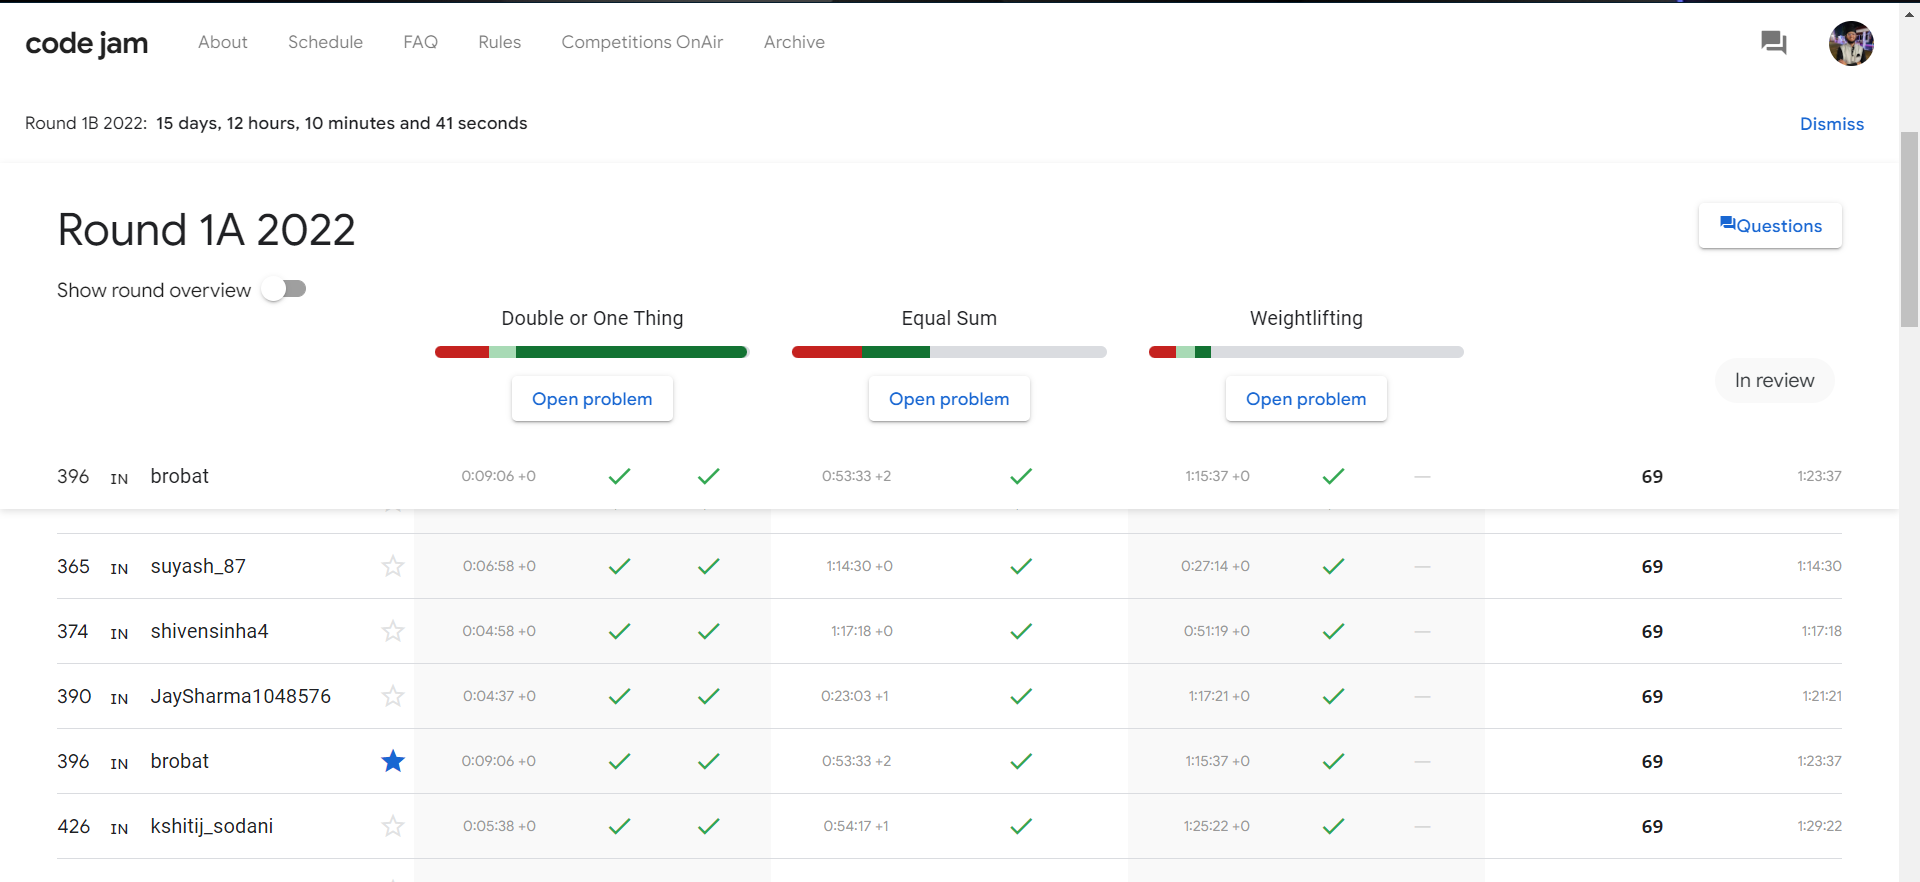 code jam About Schedule FAQ Rules Competitions OnAir Archive
Round 1B 2022: 15 days, 12 hours, 10 minutes and 41 seconds Dismiss
Round 1A 2022
Questions
Show round overview
Double or One Thing Equal Sum Weightlifting
Open problem Open problem Open problem In review
396 IN brobat 0:09:06 +0 0:53:33 +2 1:15:37 +0 — 69 1:23:37
365 IN suyash_87 0:06:58 +0 1:14:30 +0 0:27:14 +0 — 69 1:14:30
374 IN shivensinha4 0:04:58 +0 1:17:18 +0 0:51:19 +0 — 69 1:17:18
390 IN JaySharma1048576 0:04:37 +0 0:23:03 +1 1:17:21 +0 — 69 1:21:21
396 IN brobat 0:09:06 +0 0:53:33 +2 1:15:37 +0 — 69 1:23:37
426 IN kshitij_sodani 0:05:38 +0 0:54:17 +1 1:25:22 +0 — 69 1:29:22